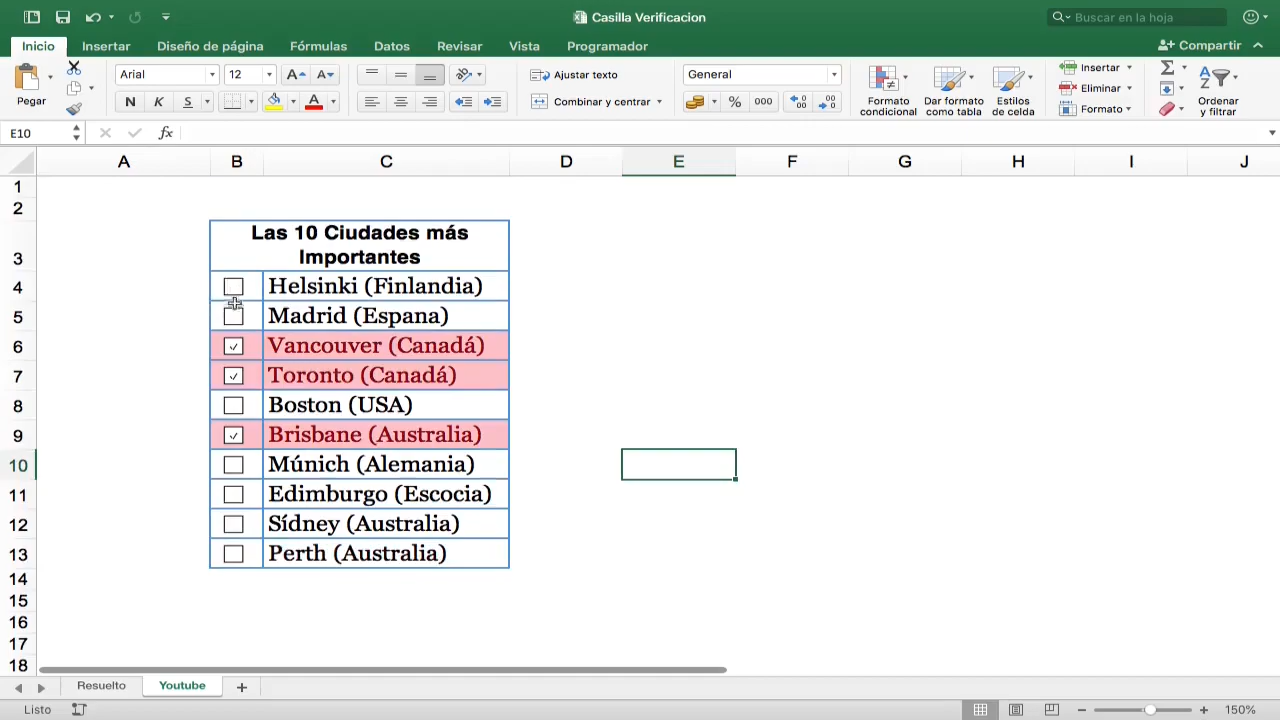 Casilla Verificacion
Buscar en la hoja
Inicio
Insertar
Diseño de página
Fórmulas
Datos
Revisar
Vista
Programador
Compartir
Pegar
Arial
12
A
A
N
K
S
A
Ajustar texto
Combinar y centrar
General
%
000
Formato
condicional
Dar formato
como tabla
Estilos
de celda
Insertar
Eliminar
Formato
Ordenar
y filtrar
E10
fx
A B C D E F G H I J
1
2
3 Las 10 Ciudades más
Importantes
4 Helsinki (Finlandia)
5 Madrid (Espana)
6 Vancouver (Canadá)
7 Toronto (Canadá)
8 Boston (USA)
9 Brisbane (Australia)
10 Múnich (Alemania)
11 Edimburgo (Escocia)
12 Sídney (Australia)
13 Perth (Australia)
14
15
16
17
18
Resuelto
Youtube
Listo
150%